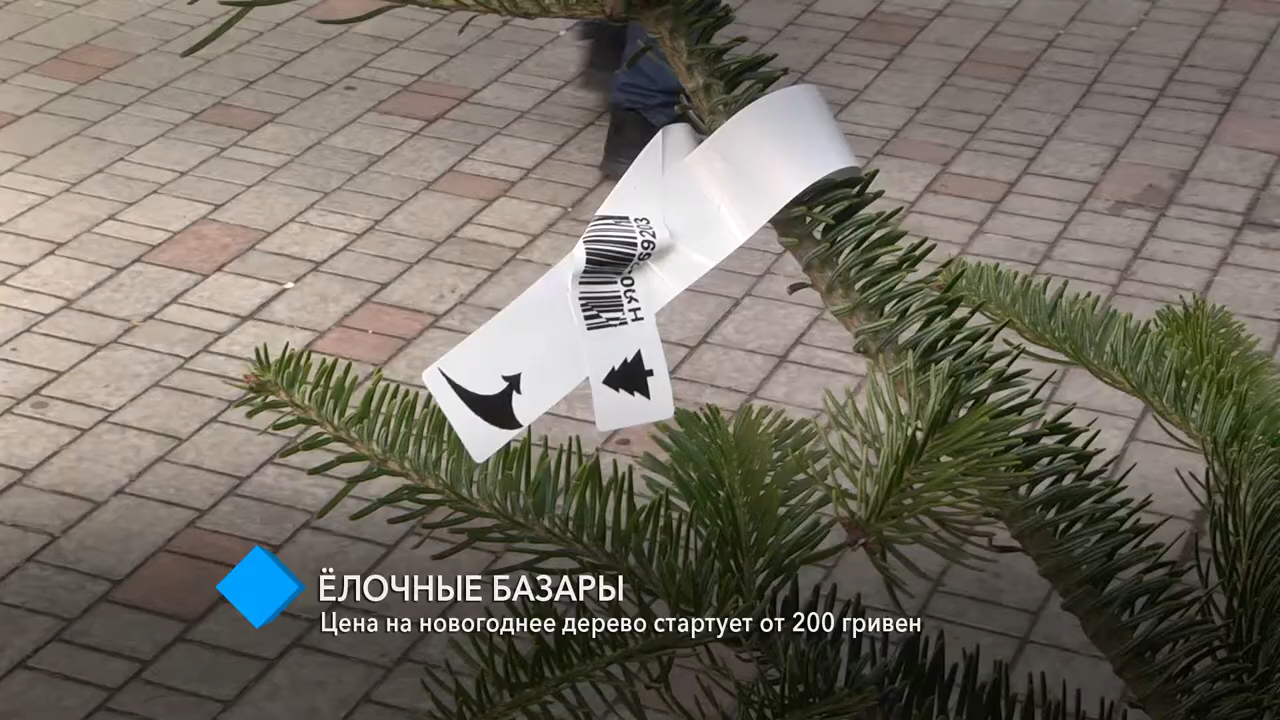 ЁЛОЧНЫЕ БАЗАРЫ
Цена на новогоднее дерево стартует от 200 гривен